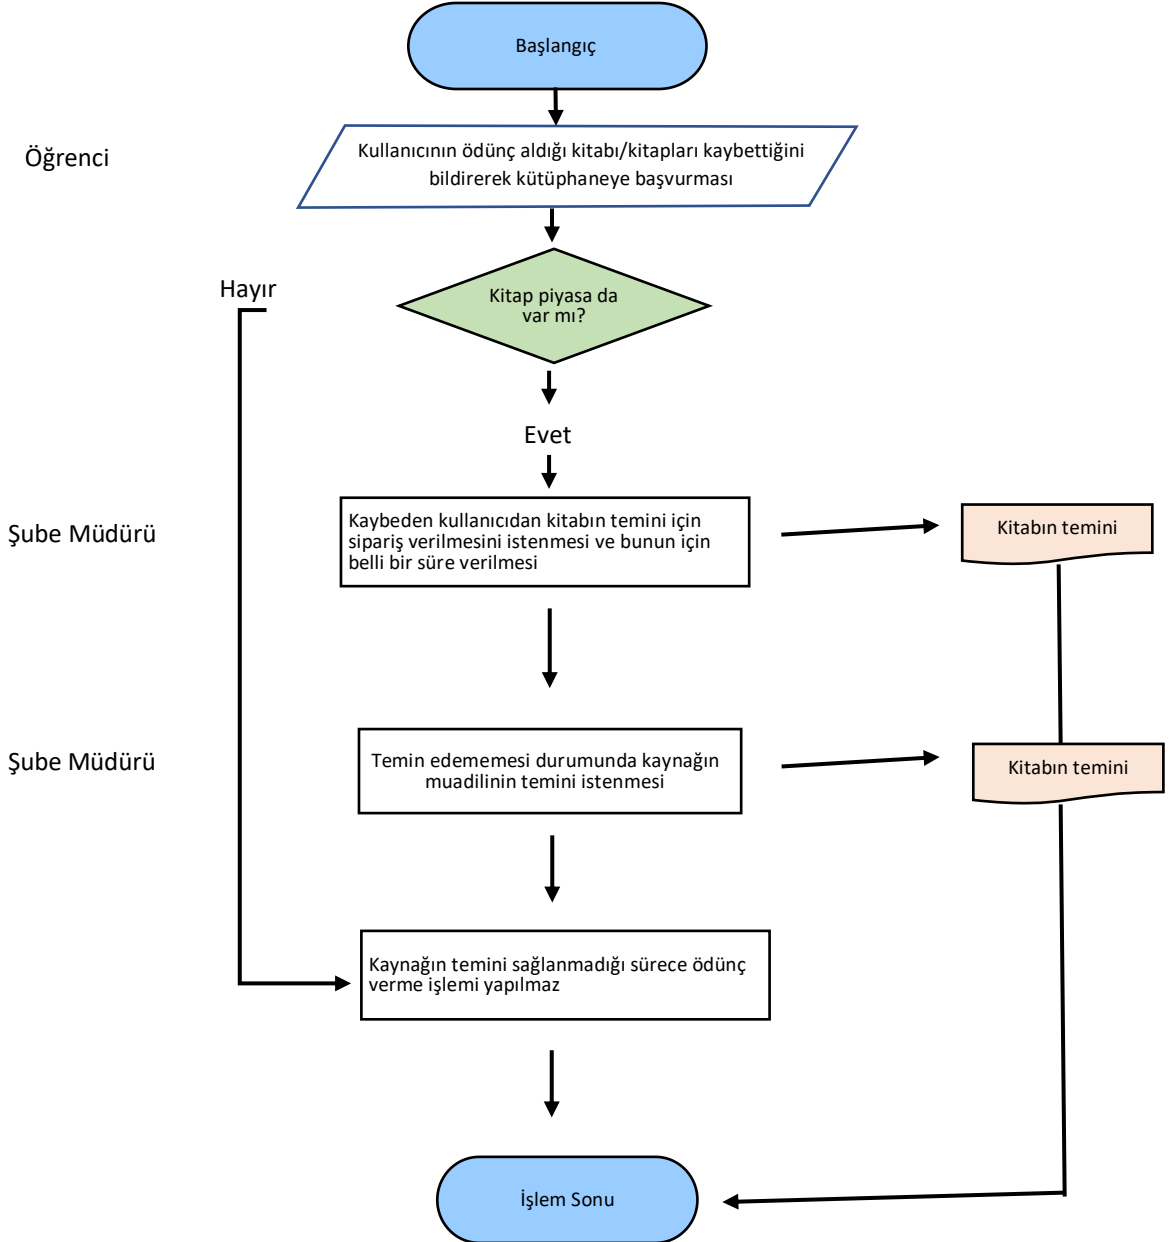 Başlangıç
Öğrenci
Kullanıcının ödünç aldığı kitabı/kitapları kaybettiğini
bildirerek kütüphaneye başvurması
Hayır
Kitap piyasa da
var mı?
Evet
Şube Müdürü
Kaybeden kullanıcıdan kitabın temini için
sipariş verilmesini istenmesi ve bunun için
belli bir süre verilmesi
Kitabın temini
Şube Müdürü
Temin edememesi durumunda kaynağın
muadilinin temini istenmesi
Kitabın temini
Kaynağın temini sağlanmadığı sürece ödünç
verme işlemi yapılmaz
İşlem Sonu